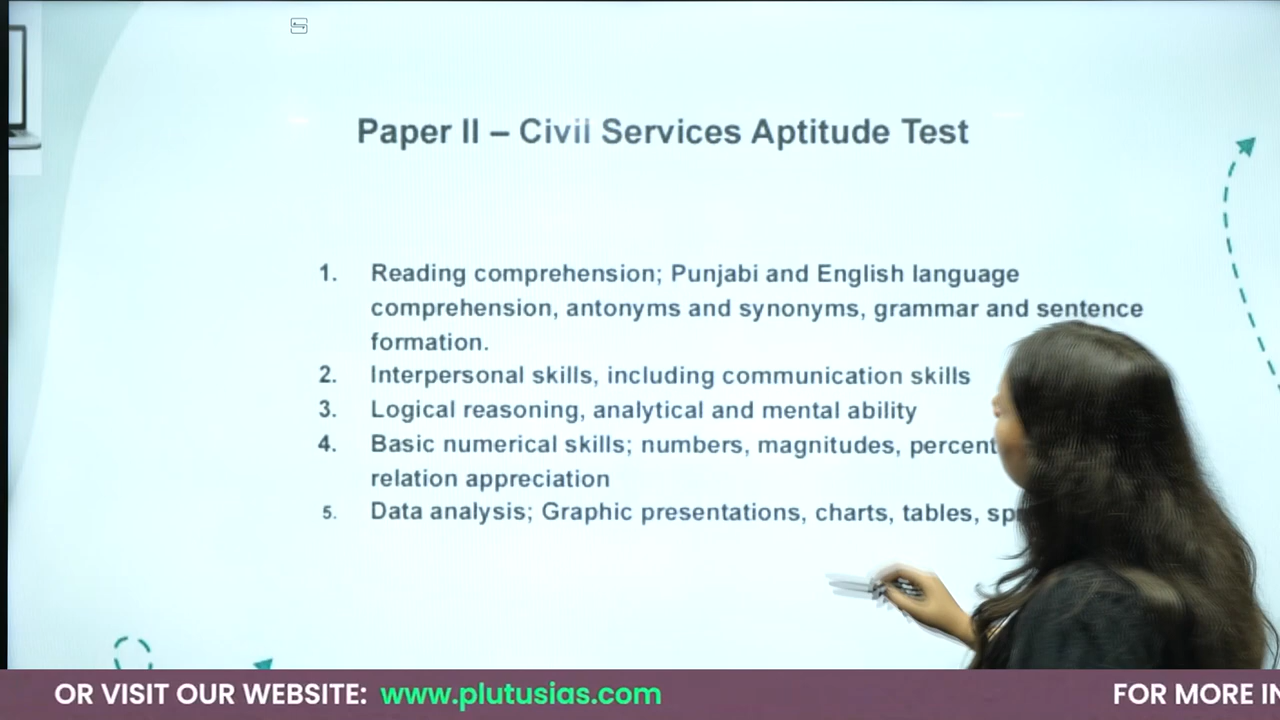 Paper II – Civil Services Aptitude Test
1. Reading comprehension; Punjabi and English language
comprehension, antonyms and synonyms, grammar and sentence
formation.
2. Interpersonal skills, including communication skills
3. Logical reasoning, analytical and mental ability
4. Basic numerical skills; numbers, magnitudes, percent
relation appreciation
5. Data analysis; Graphic presentations, charts, tables,
OR VISIT OUR WEBSITE: www.plutusias.com
FOR MORE